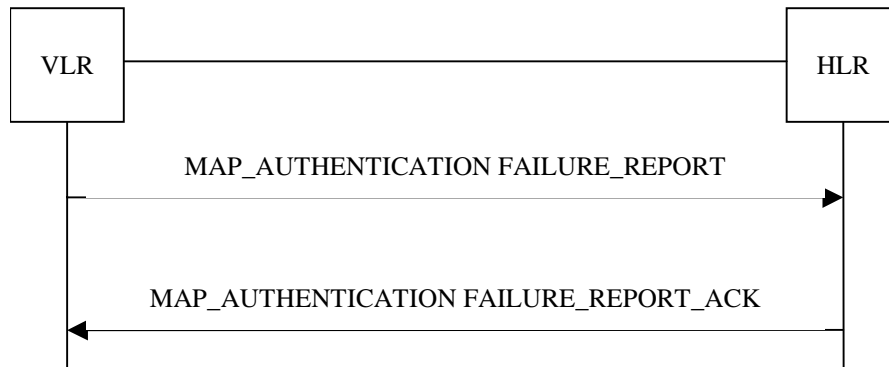 VLR
HLR
MAP_AUTHENTICATION FAILURE_REPORT
MAP_AUTHENTICATION FAILURE_REPORT_ACK